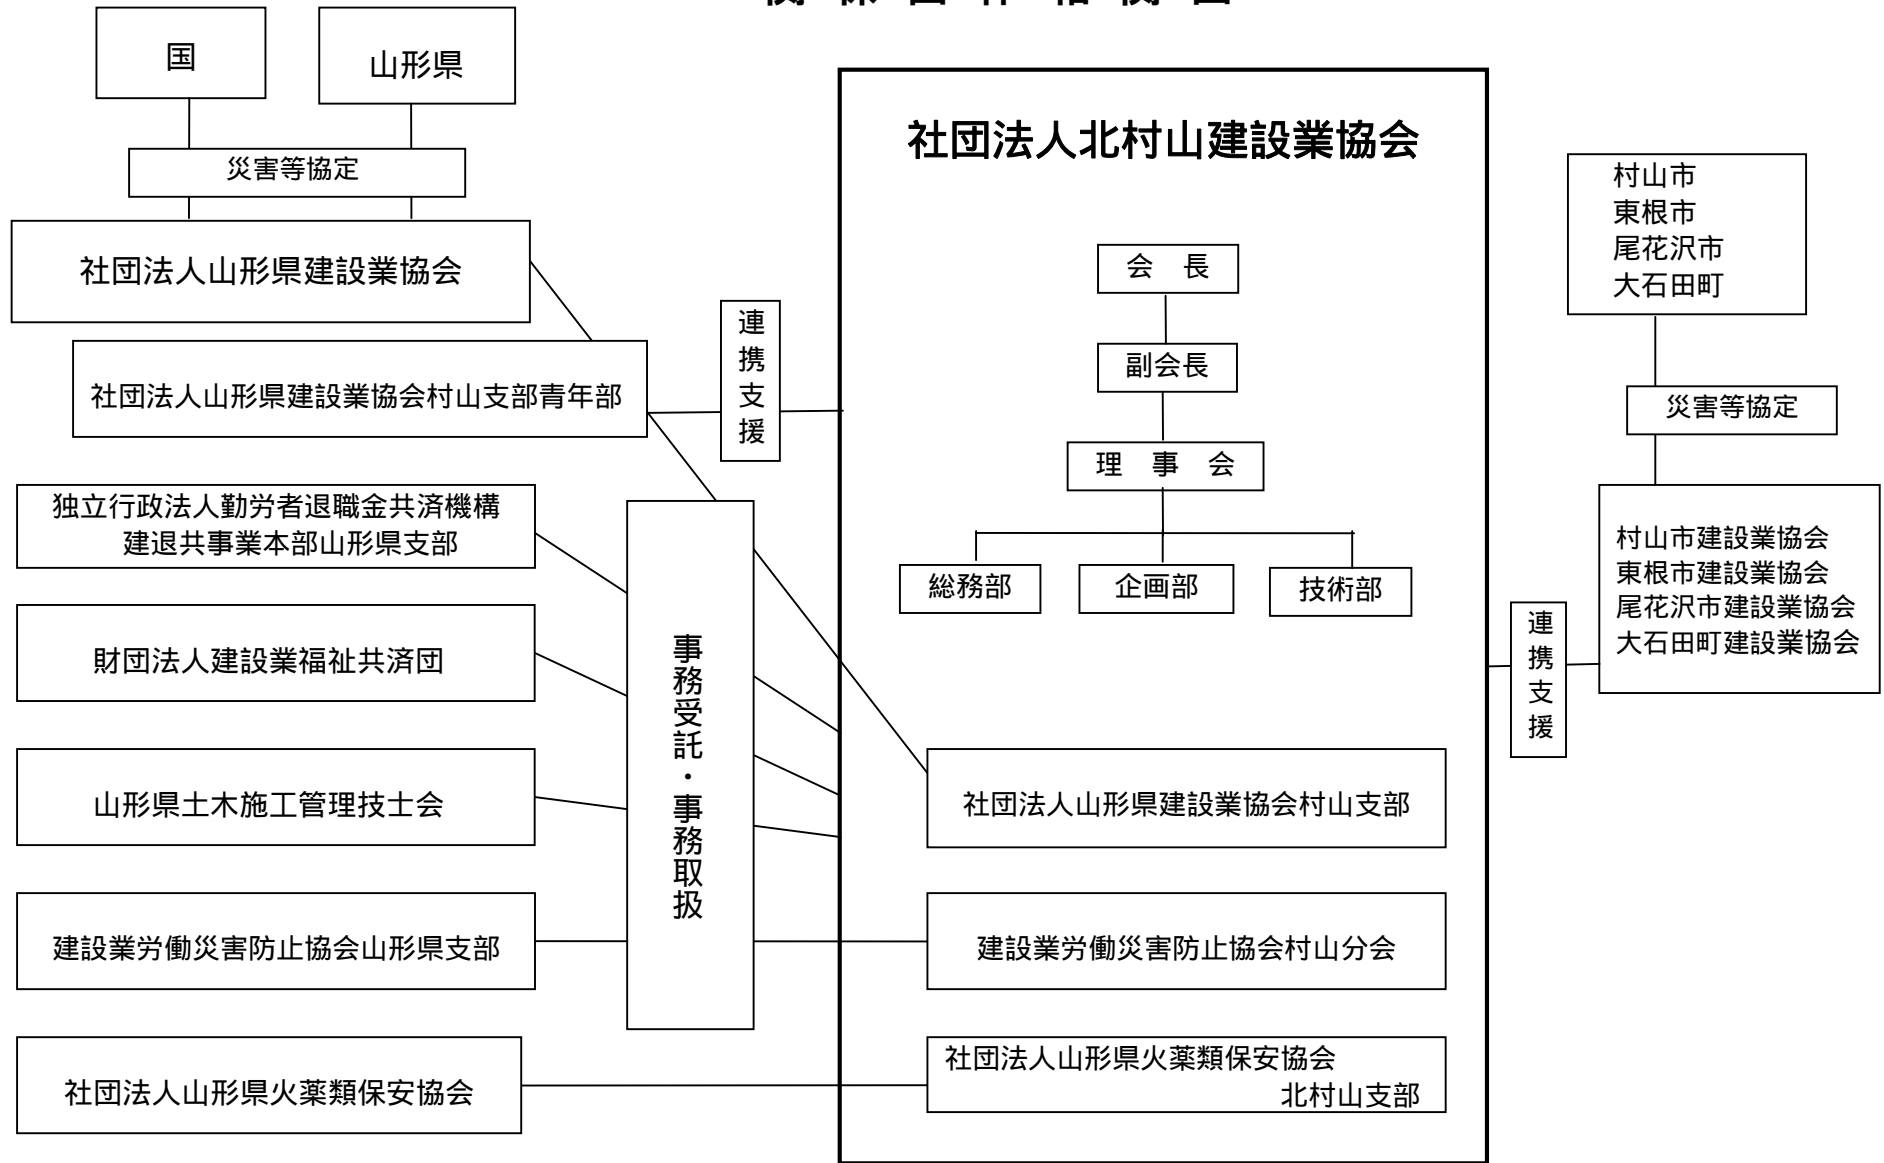 国
山形県
災害等協定
社団法人山形県建設業協会
社団法人山形県建設業協会村山支部青年部
連携支援
独立行政法人勤労者退職金共済機構
建退共事業本部山形県支部
財団法人建設業福祉共済団
山形県土木施工管理技士会
建設業労働災害防止協会山形県支部
社団法人山形県火薬類保安協会
事務受託・事務取扱
社団法人北村山建設業協会
会　長
副会長
理　事　会
総務部
企画部
技術部
社団法人山形県建設業協会村山支部
建設業労働災害防止協会村山分会
社団法人山形県火薬類保安協会
北村山支部
村山市
東根市
尾花沢市
大石田町
災害等協定
村山市建設業協会
東根市建設業協会
尾花沢市建設業協会
大石田町建設業協会
連携支援